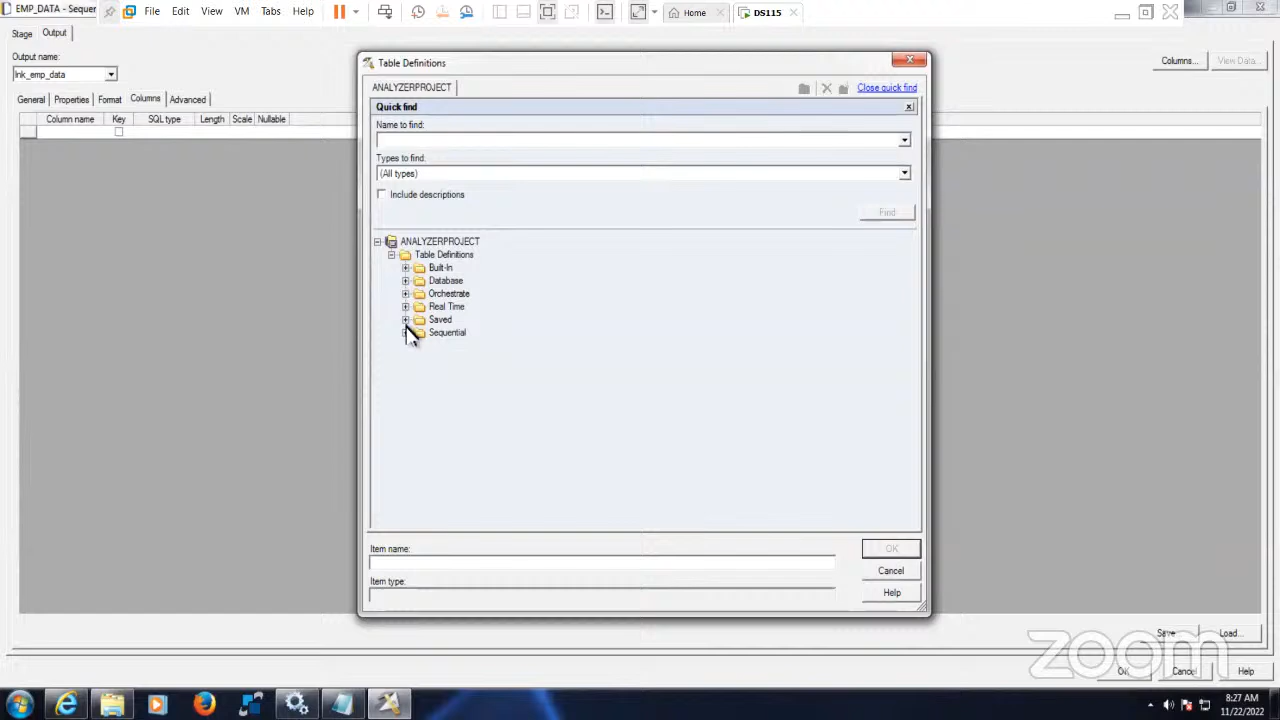 EMP_DATA - Sequer
File Edit View VM Tabs Help
Home
DS115
Stage Output
Output name:
lnk_emp_data
Columns...
View Data...
General Properties Format Columns Advanced
Column name Key SQL type Length Scale Nullable
Table Definitions
ANALYZERPROJECT
Close quick find
Quick find
Name to find:
Types to find:
(All types)
Include descriptions
Find
ANALYZERPROJECT
Table Definitions
Built-In
Database
Orchestrate
Real Time
Saved
Sequential
Item name:
OK
Cancel
Item type:
Help
Save...
Load...
zoom
OK
Cancel
Help
8:27 AM
11/22/2022